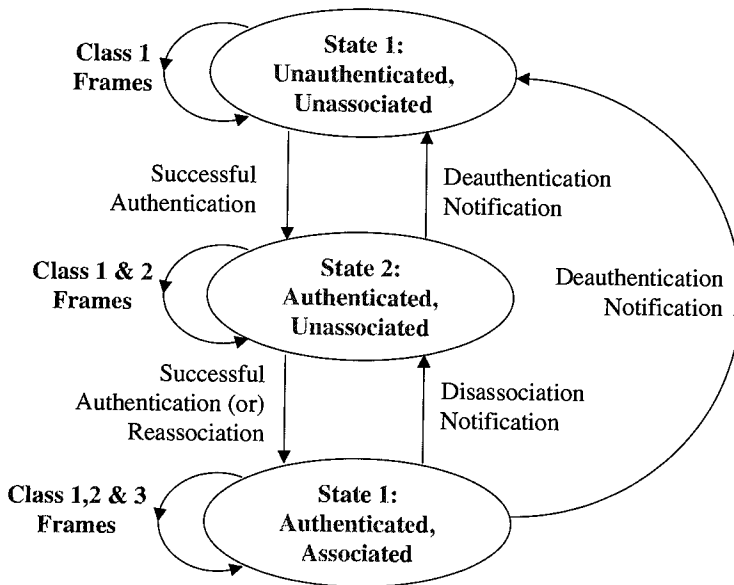 State 1:
Unauthenticated,
Unassociated
Class 1
Frames
Successful
Authentication
Deauthentication
Notification
State 2:
Authenticated,
Unassociated
Class 1 & 2
Frames
Deauthentication
Notification
Successful
Authentication (or)
Reassociation
Disassociation
Notification
State 1:
Authenticated,
Associated
Class 1,2 & 3
Frames